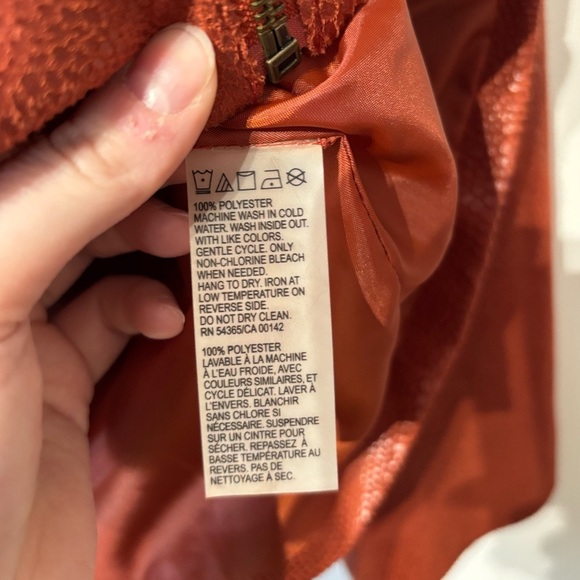 100% POLYESTER
MACHINE WASH IN COLD
WATER. WASH INSIDE OUT.
WITH LIKE COLORS.
GENTLE CYCLE. ONLY
NON-CHLORINE BLEACH
WHEN NEEDED.
HANG TO DRY. IRON AT
LOW TEMPERATURE ON
REVERSE SIDE.
DO NOT DRY CLEAN.
RN 54365/CA 00142
100% POLYESTER
LAVABLE À LA MACHINE
À L'EAU FROIDE, AVEC
COULEURS SIMILAIRES, ET
CYCLE DÉLICAT. LAVER À
L'ENVERS. BLANCHIR
SANS CHLORE SI
NÉCESSAIRE. SUSPENDRE
SUR UN CINTRE POUR
SÉCHER. REPASSEZ À
BASSE TEMPÉRATURE AU
REVERS. PAS DE
NETTOYAGE À SEC.